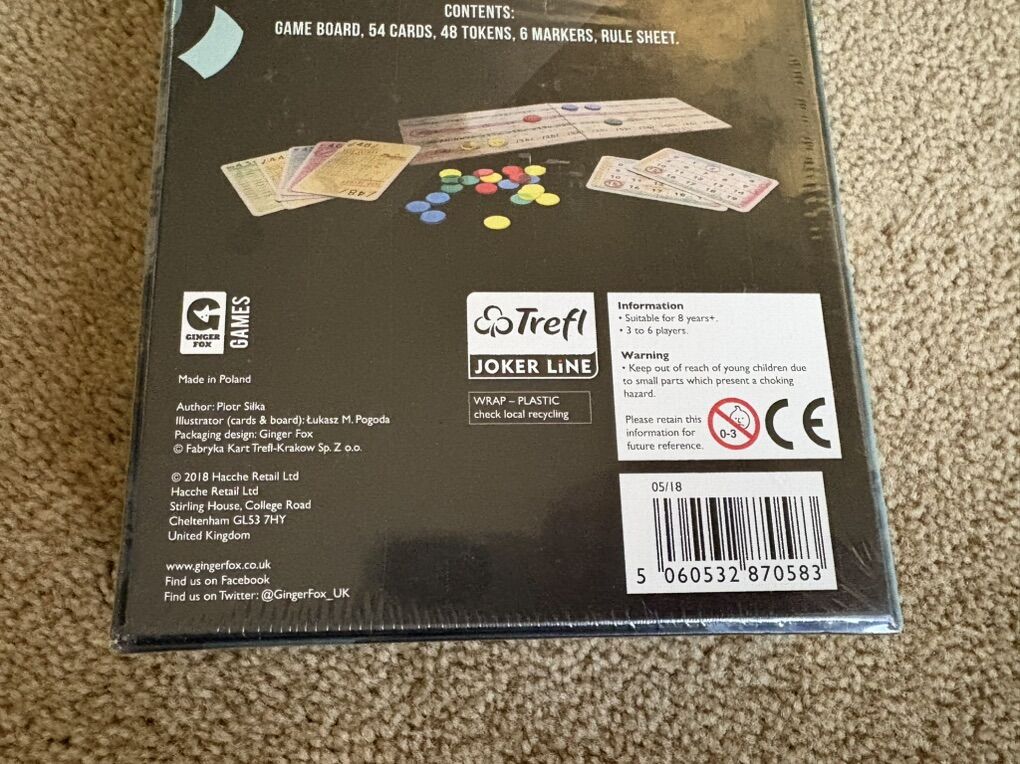 CONTENTS:
GAME BOARD, 54 CARDS, 48 TOKENS, 6 MARKERS, RULE SHEET.
G
GINGER
FOX
GAMES
Made in Poland
Author: Piotr Siłka
Illustrator (cards & board): Łukasz M. Pogoda
Packaging design: Ginger Fox
© Fabryka Kart Trefl-Krakow Sp. Z o.o.
© 2018 Hacche Retail Ltd
Hacche Retail Ltd
Stirling House, College Road
Cheltenham GL53 7HY
United Kingdom
www.gingerfox.co.uk
Find us on Facebook
Find us on Twitter: @GingerFox_UK
Trefl
JOKER LiNE
WRAP – PLASTIC
check local recycling
Information
• Suitable for 8 years+.
• 3 to 6 players.
Warning
• Keep out of reach of young children due
to small parts which present a choking
hazard.
Please retain this
information for
future reference.
0-3
CE
05/18
5 060532 870583